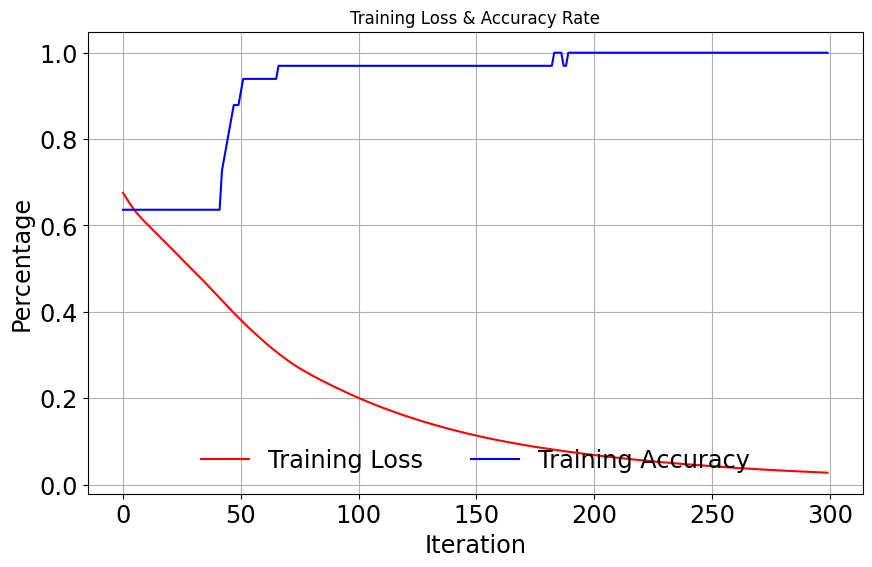 Training Loss & Accuracy Rate
1.0
0.8
0.6
0.4
0.2
0.0
Percentage
Training Loss
Training Accuracy
0 50 100 150 200 250 300
Iteration